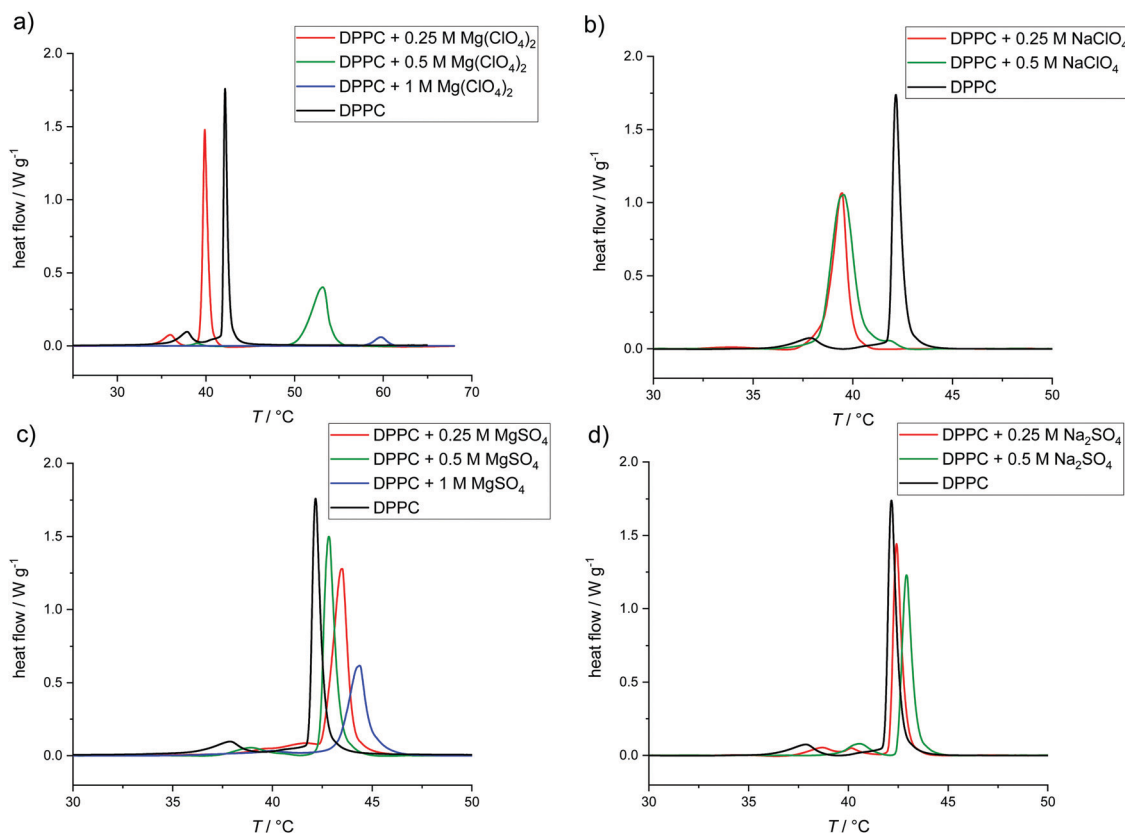 a)
DPPC + 0.25 M Mg(ClO₄)₂
DPPC + 0.5 M Mg(ClO₄)₂
DPPC + 1 M Mg(ClO₄)₂
DPPC
2.0
1.5
1.0
0.5
0.0
heat flow / W g⁻¹
30 40 50 60 70
T / °C
b)
DPPC + 0.25 M NaClO₄
DPPC + 0.5 M NaClO₄
DPPC
2.0
1.5
1.0
0.5
0.0
heat flow / W g⁻¹
30 35 40 45 50
T / °C
c)
DPPC + 0.25 M MgSO₄
DPPC + 0.5 M MgSO₄
DPPC + 1 M MgSO₄
DPPC
2.0
1.5
1.0
0.5
0.0
heat flow / W g⁻¹
30 35 40 45 50
T / °C
d)
DPPC + 0.25 M Na₂SO₄
DPPC + 0.5 M Na₂SO₄
DPPC
2.0
1.5
1.0
0.5
0.0
heat flow / W g⁻¹
30 35 40 45 50
T / °C